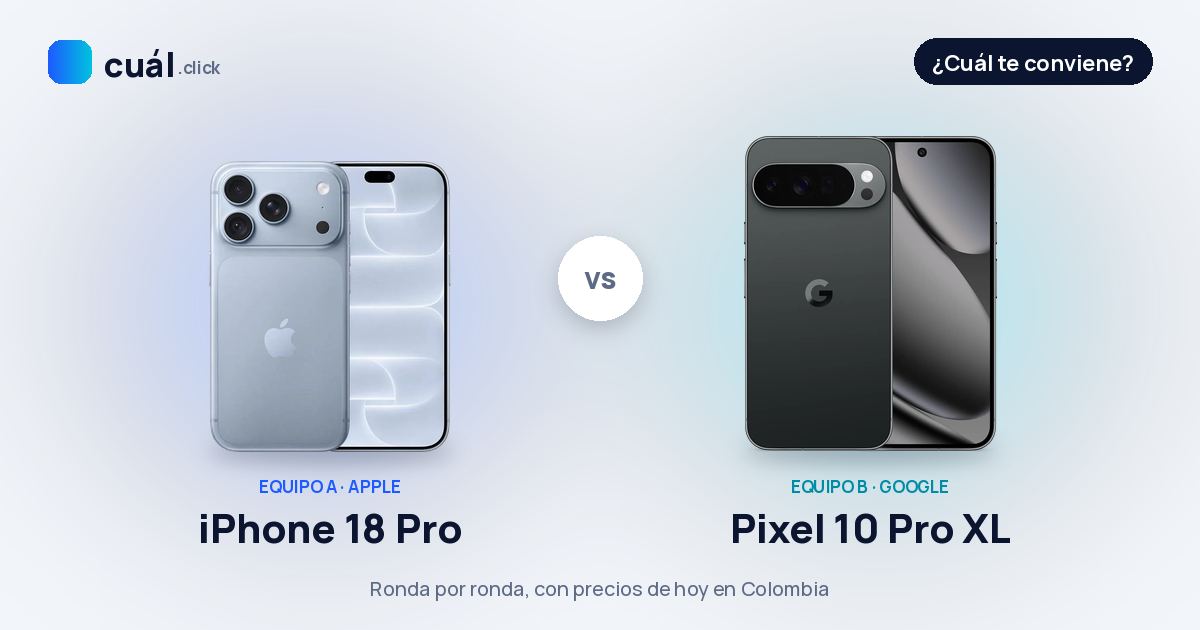 cuál.click
¿Cuál te conviene?
VS
EQUIPO A · APPLE
iPhone 18 Pro
EQUIPO B · GOOGLE
Pixel 10 Pro XL
Ronda por ronda, con precios de hoy en Colombia